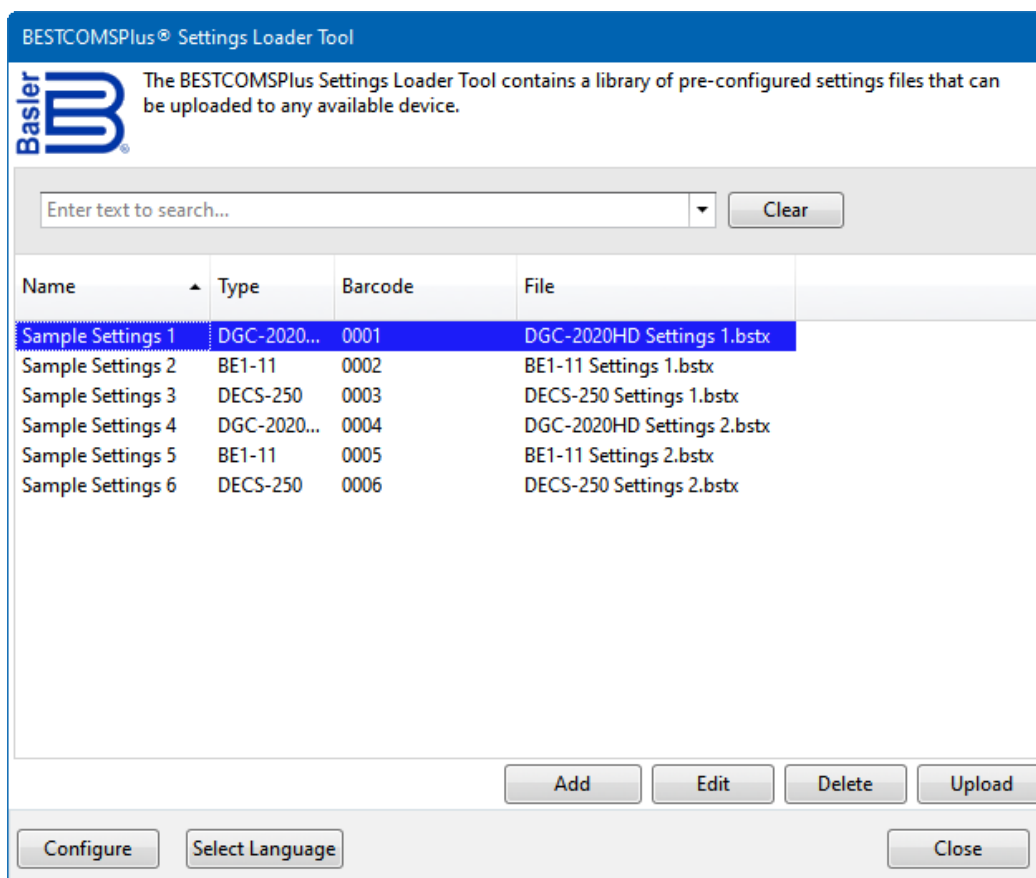 BESTCOMSPlus® Settings Loader Tool
Basler
The BESTCOMSPlus Settings Loader Tool contains a library of pre-configured settings files that can
be uploaded to any available device.
Enter text to search...
Clear
Name Type Barcode File
Sample Settings 1 DGC-2020... 0001 DGC-2020HD Settings 1.bstx
Sample Settings 2 BE1-11 0002 BE1-11 Settings 1.bstx
Sample Settings 3 DECS-250 0003 DECS-250 Settings 1.bstx
Sample Settings 4 DGC-2020... 0004 DGC-2020HD Settings 2.bstx
Sample Settings 5 BE1-11 0005 BE1-11 Settings 2.bstx
Sample Settings 6 DECS-250 0006 DECS-250 Settings 2.bstx
Add Edit Delete Upload
Configure Select Language Close